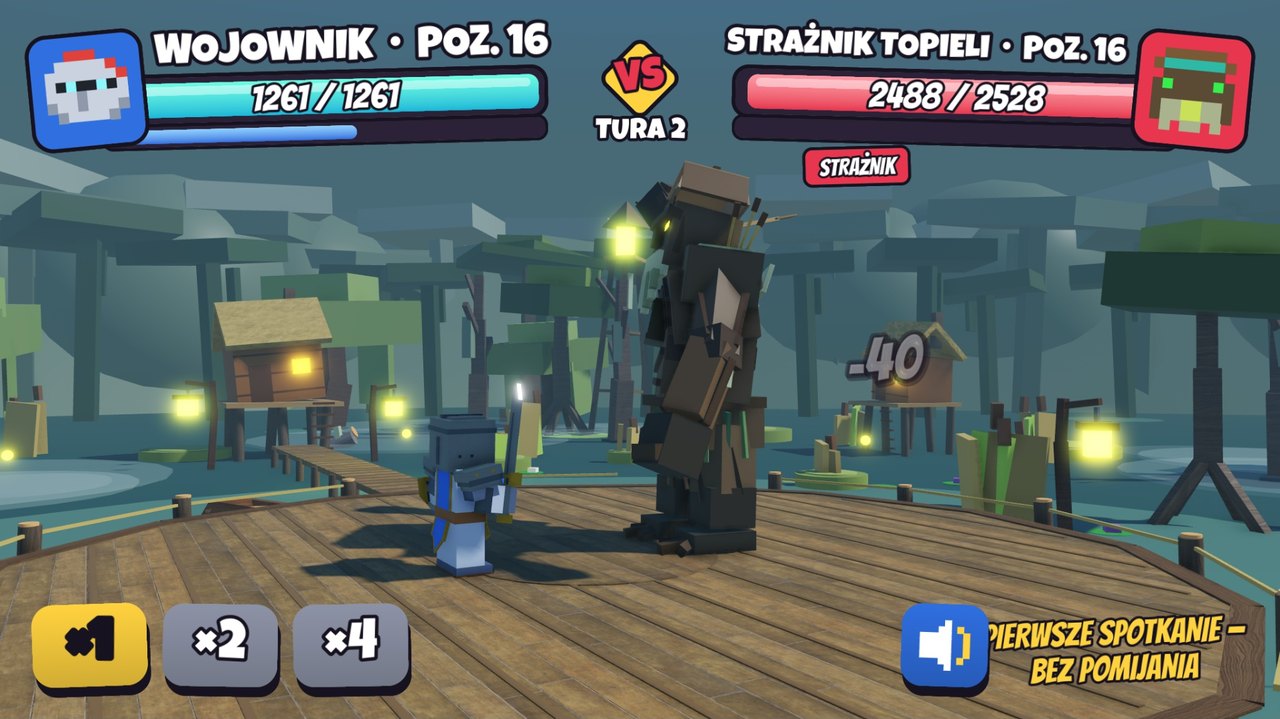 WOJOWNIK • POZ. 16
1261 / 1261
VS
TURA 2
STRAŻNIK TOPIELI • POZ. 16
2488 / 2528
STRAŻNIK
-40
×1
×2
×4
PIERWSZE SPOTKANIE –
BEZ POMIJANIA